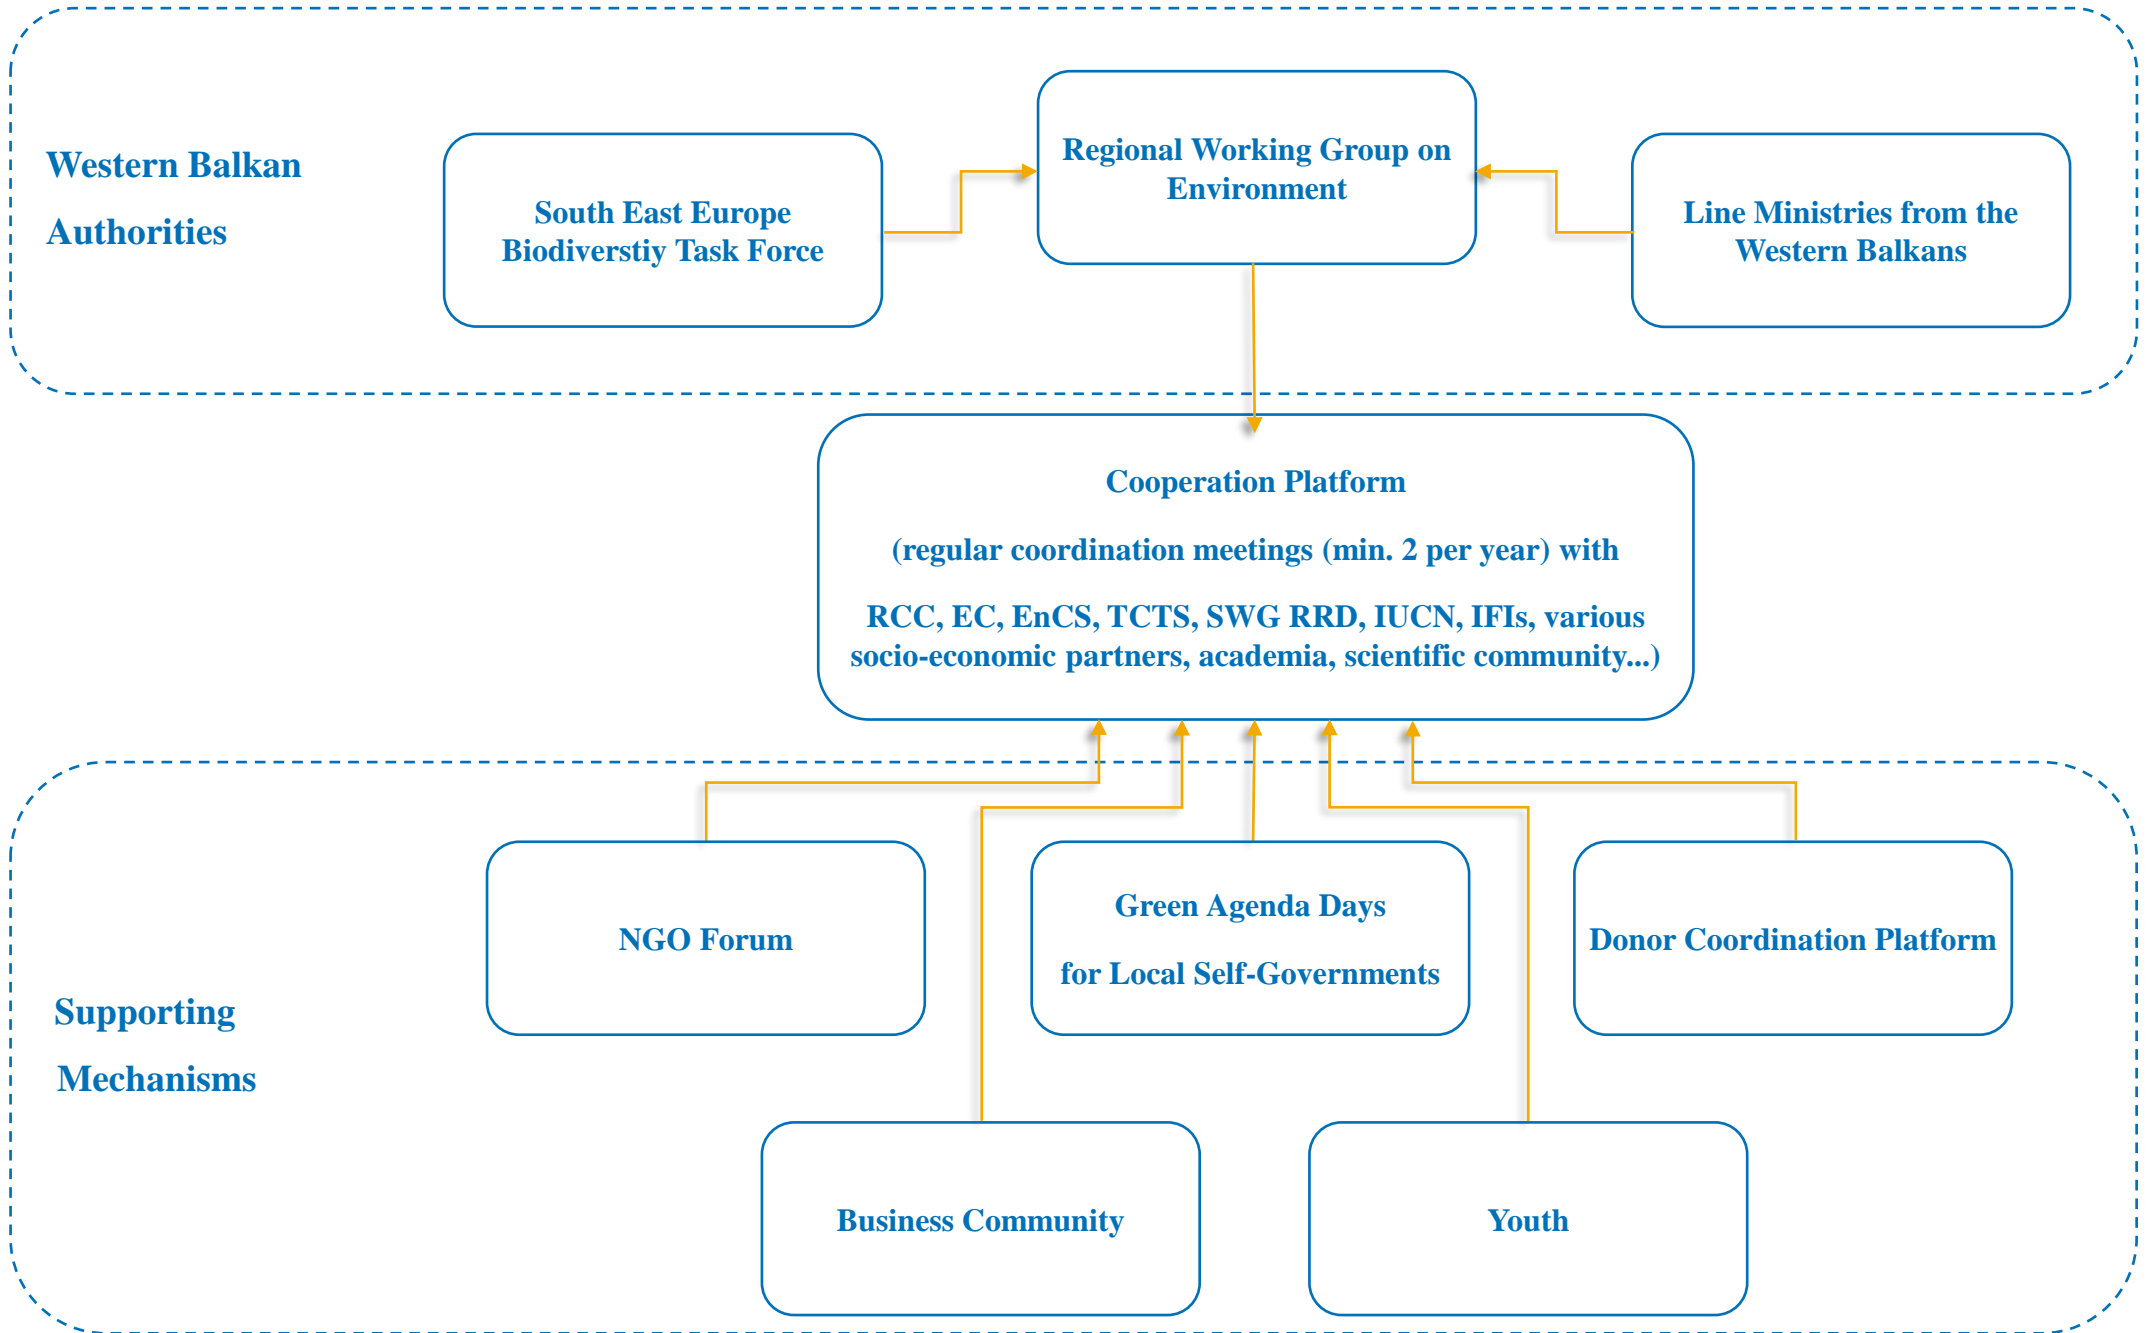 Western Balkan
Authorities
South East Europe
Biodiverstiy Task Force
Regional Working Group on
Environment
Line Ministries from the
Western Balkans
Cooperation Platform
(regular coordination meetings (min. 2 per year) with
RCC, EC, EnCS, TCTS, SWG RRD, IUCN, IFIs, various
socio-economic partners, academia, scientific community...)
Supporting
Mechanisms
NGO Forum
Green Agenda Days
for Local Self-Governments
Donor Coordination Platform
Business Community
Youth